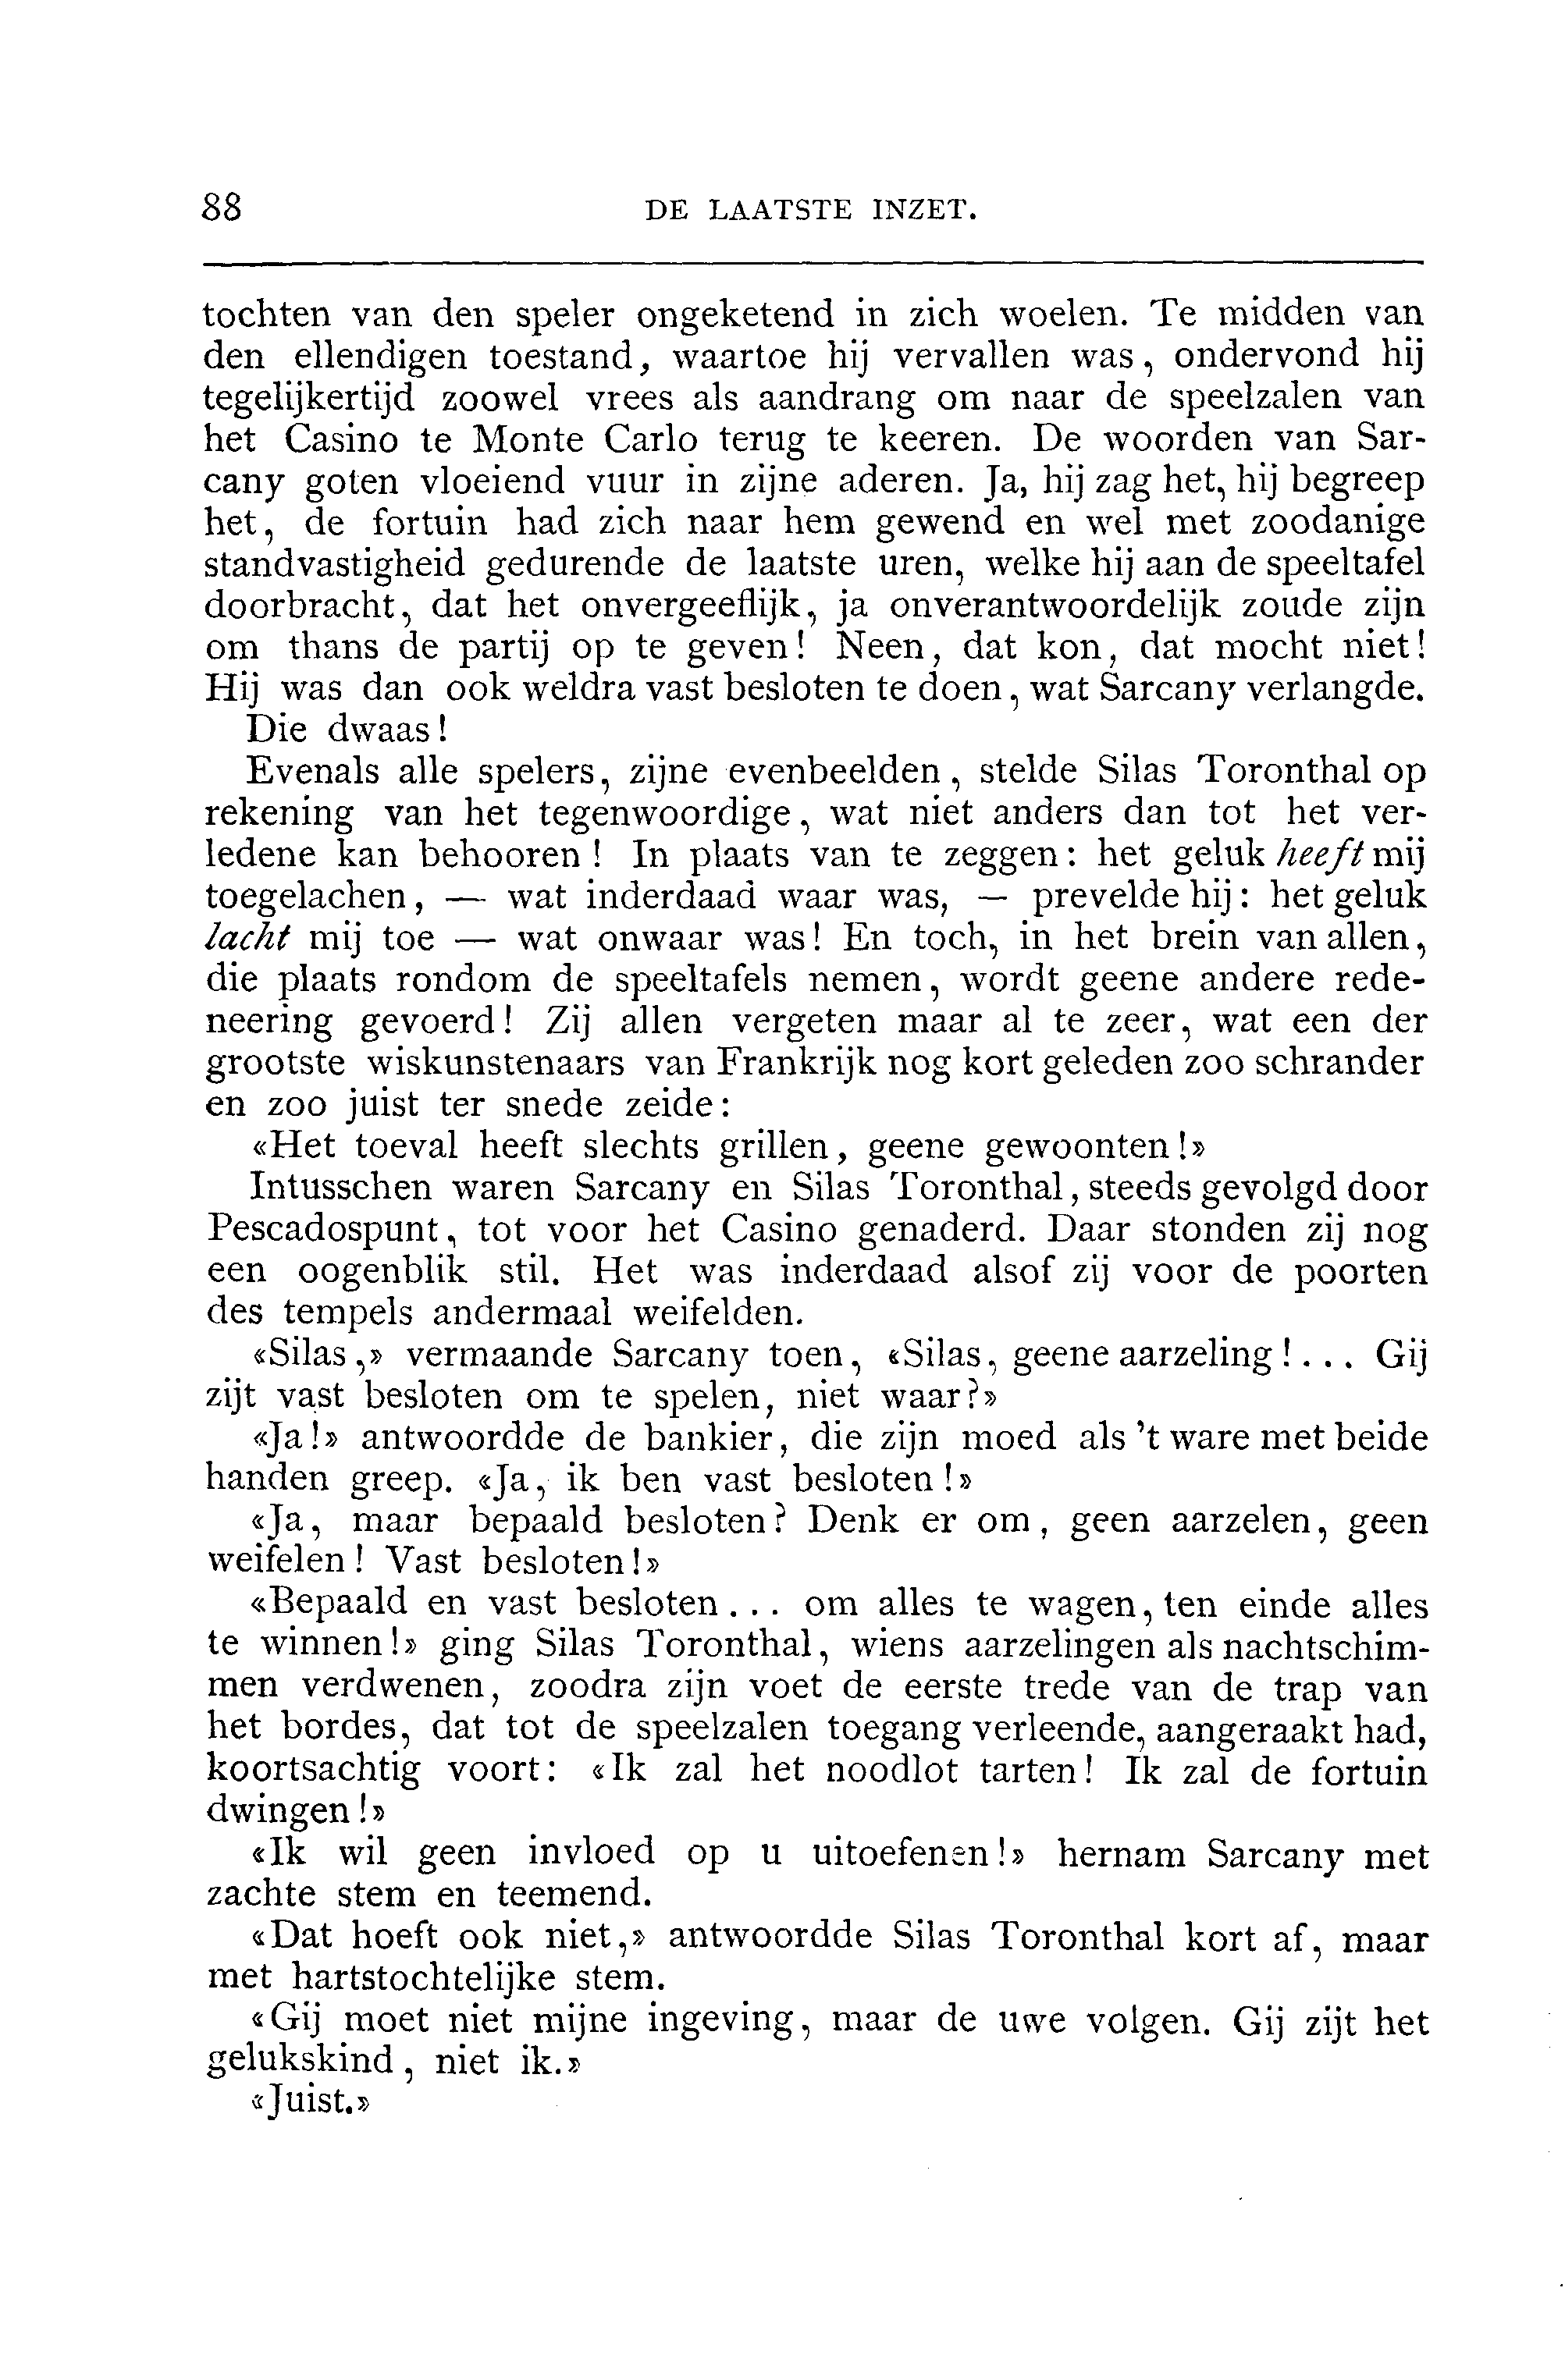 88 DE LAATSTE INZET.
tochten van den speler ongeketend in zich woelen. Te midden van
den ellendigen toestand, waartoe hij vervallen was, ondervond hij
tegelijkertijd zoowel vrees als aandrang om naar de speelzalen van
het Casino te Monte Carlo terug te keeren. De woorden van Sar-
cany goten vloeiend vuur in zijne aderen. Ja, hij zag het, hij begreep
het, de fortuin had zich naar hem gewend en wel met zoodanige
standvastigheid gedurende de laatste uren, welke hij aan de speeltafel
doorbracht, dat het onvergeeflijk, ja onverantwoordelijk zoude zijn
om thans de partij op te geven! Neen, dat kon, dat mocht niet!
Hij was dan ook weldra vast besloten te doen, wat Sarcany verlangde.
Die dwaas!
Evenals alle spelers, zijne evenbeelden, stelde Silas Toronthal op
rekening van het tegenwoordige, wat niet anders dan tot het ver-
ledene kan behooren! In plaats van te zeggen: het geluk heeft mij
toegelachen, — wat inderdaad waar was, — prevelde hij: het geluk
lacht mij toe — wat onwaar was! En toch, in het brein van allen,
die plaats rondom de speeltafels nemen, wordt geene andere rede-
neering gevoerd! Zij allen vergeten maar al te zeer, wat een der
grootste wiskunstenaars van Frankrijk nog kort geleden zoo schrander
en zoo juist ter snede zeide:
«Het toeval heeft slechts grillen, geene gewoonten!»
Intusschen waren Sarcany en Silas Toronthal, steeds gevolgd door
Pescadospunt, tot voor het Casino genaderd. Daar stonden zij nog
een oogenblik stil. Het was inderdaad alsof zij voor de poorten
des tempels andermaal weifelden.
«Silas,» vermaande Sarcany toen, «Silas, geene aarzeling!... Gij
zijt vast besloten om te spelen, niet waar?»
«Ja!» antwoordde de bankier, die zijn moed als 't ware met beide
handen greep. «Ja, ik ben vast besloten!»
«Ja, maar bepaald besloten? Denk er om, geen aarzelen, geen
weifelen! Vast besloten!»
«Bepaald en vast besloten... om alles te wagen, ten einde alles
te winnen!» ging Silas Toronthal, wiens aarzelingen als nachtschim-
men verdwenen, zoodra zijn voet de eerste trede van de trap van
het bordes, dat tot de speelzalen toegang verleende, aangeraakt had,
koortsachtig voort: «Ik zal het noodlot tarten! Ik zal de fortuin
dwingen!»
«Ik wil geen invloed op u uitoefenen!» hernam Sarcany met
zachte stem en teemend.
«Dat hoeft ook niet,» antwoordde Silas Toronthal kort af, maar
met hartstochtelijke stem.
«Gij moet niet mijne ingeving, maar de uwe volgen. Gij zijt het
gelukskind, niet ik.»
«Juist.»